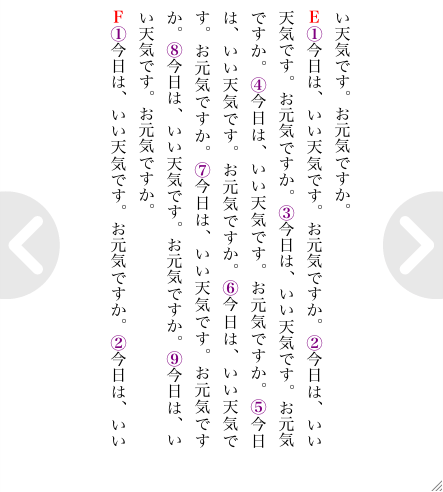 い天気です。お元気ですか。
E①今日は、いい天気です。お元気ですか。②今日は、いい
天気です。お元気ですか。③今日は、いい天気です。お元気
ですか。④今日は、いい天気です。お元気ですか。⑤今日
は、いい天気です。お元気ですか。⑥今日は、いい天気で
す。お元気ですか。⑦今日は、いい天気です。お元気です
か。⑧今日は、いい天気です。お元気ですか。⑨今日は、い
い天気です。お元気ですか。
F①今日は、いい天気です。お元気ですか。②今日は、いい